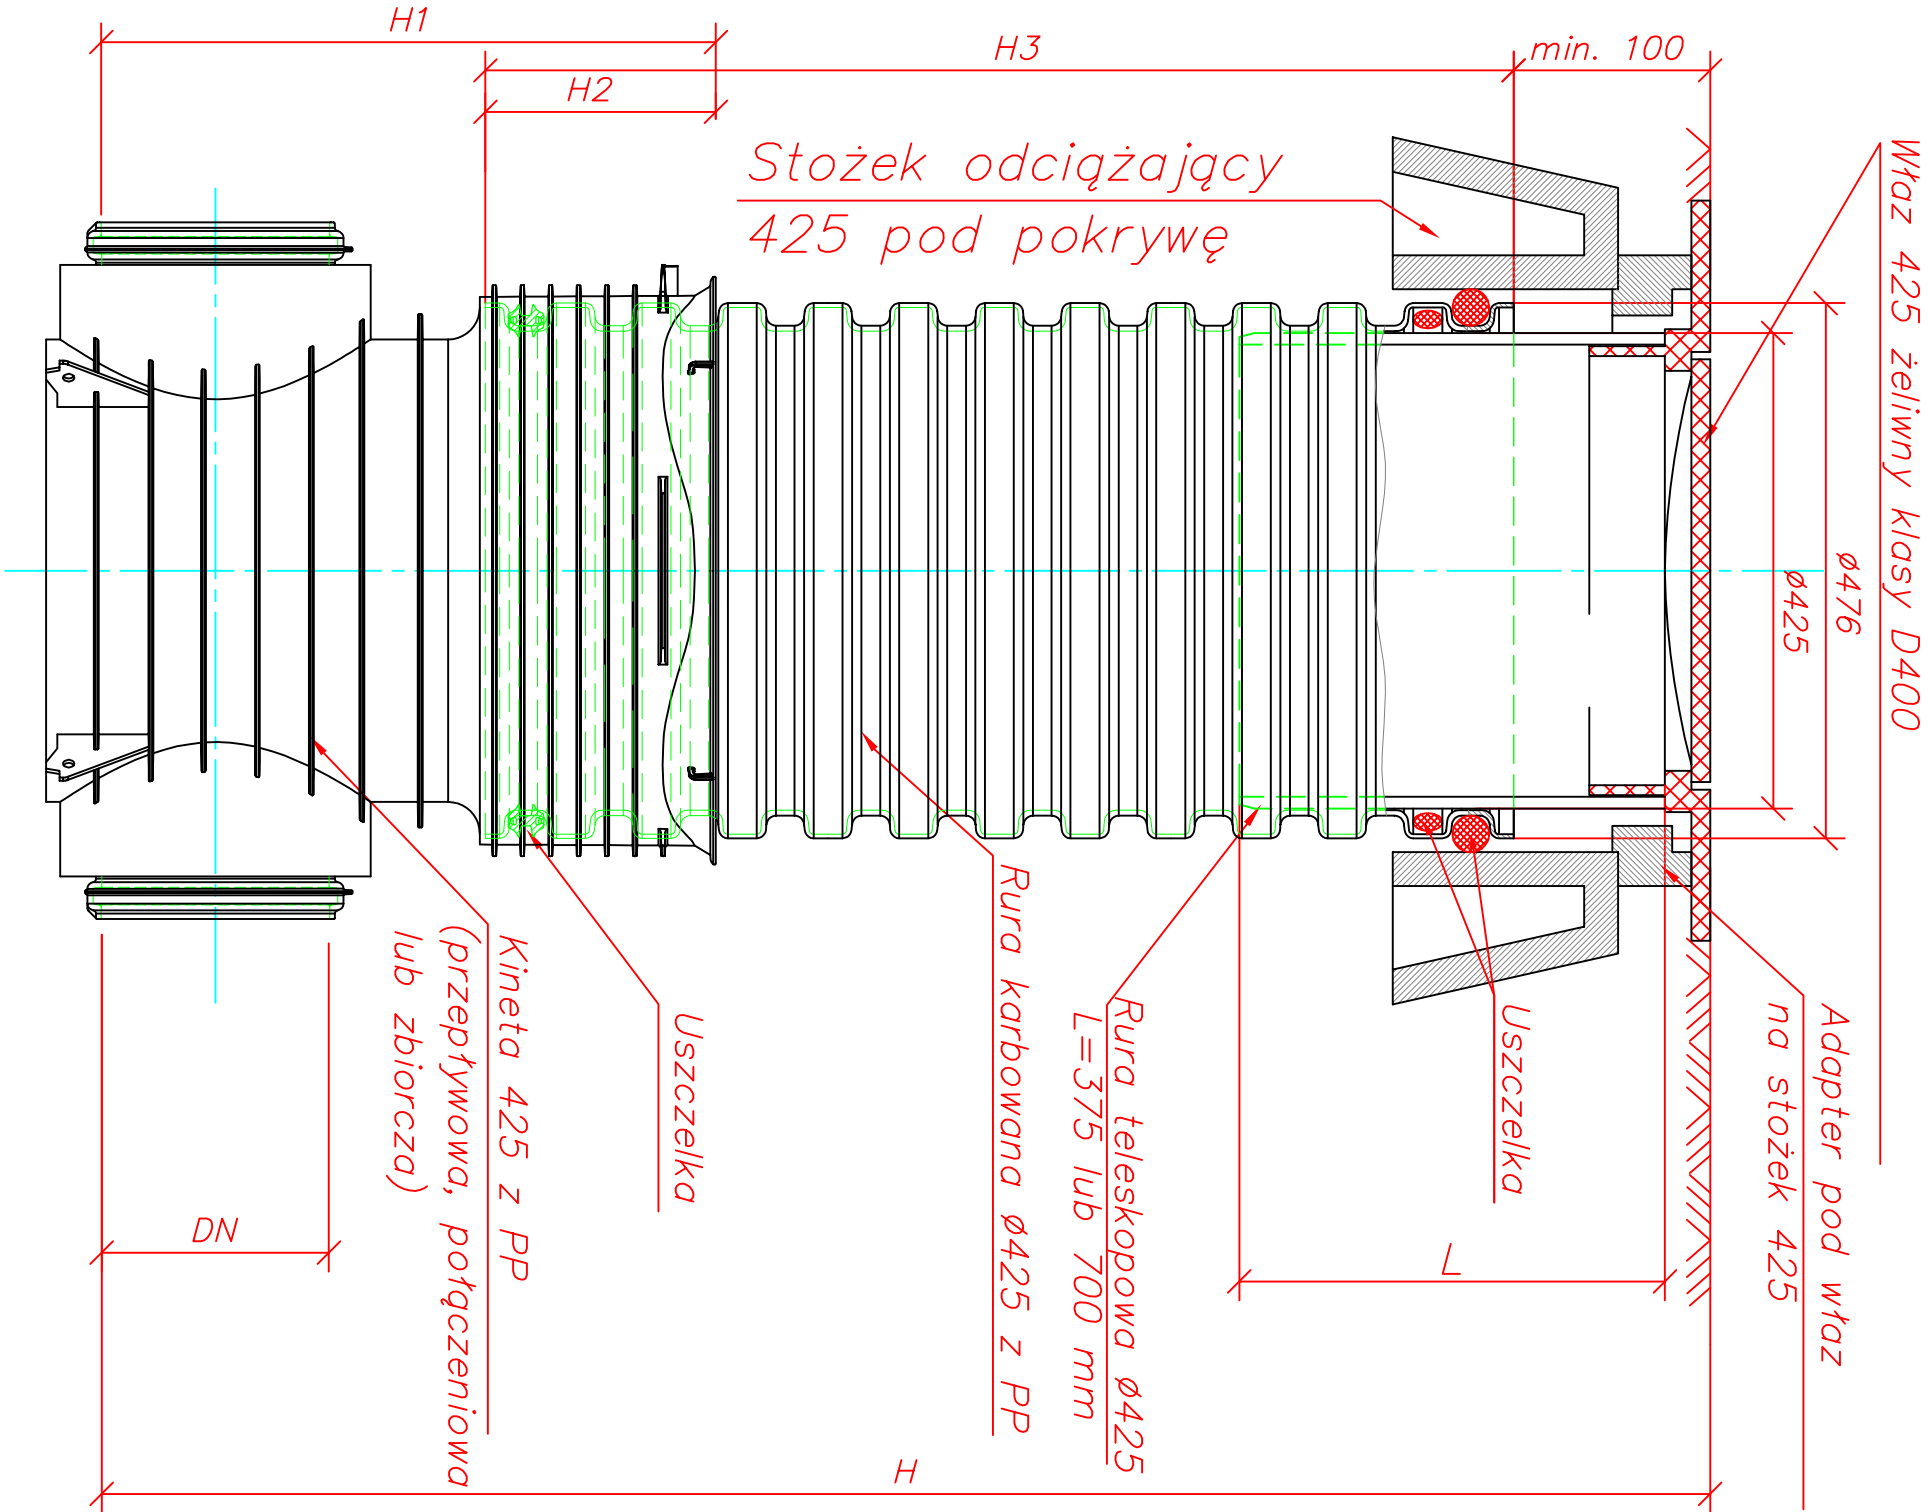 H1
H3
min. 100
H2
Stożek odciążający
425 pod pokrywę
Właz 425 żeliwny klasy D400
ø476
ø425
Adapter pod właz
na stożek 425
Uszczelka
L
Rura teleskopowa ø425
L=375 lub 700 mm
Rura karbowana ø425 z PP
Uszczelka
Kineta 425 z PP
(przepływowa, połączeniowa
lub zbiorcza)
DN
H